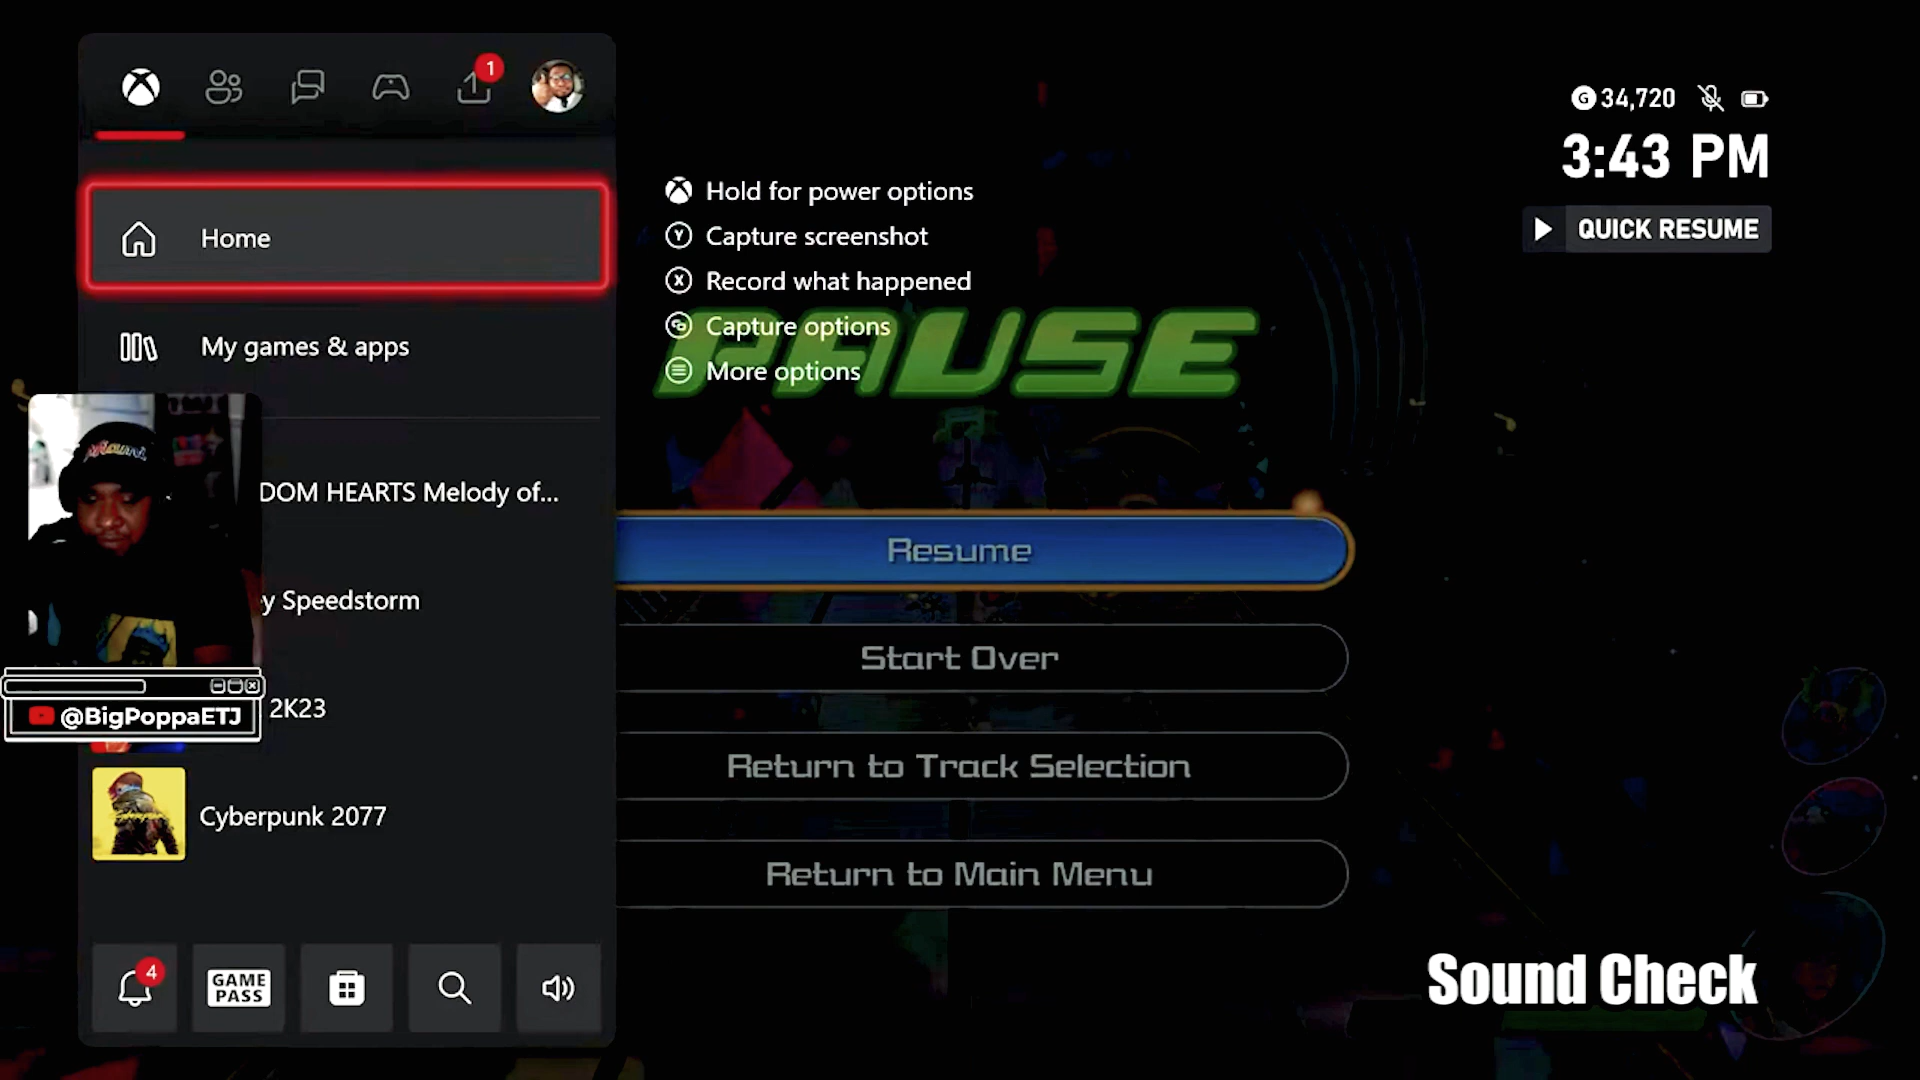 1
G 34,720
3:43 PM
QUICK RESUME
Home
My games & apps
Hold for power options
Y Capture screenshot
X Record what happened
Capture options
More options
PAUSE
DOM HEARTS Melody of...
y Speedstorm
@BigPoppaETJ
2K23
Cyberpunk 2077
Resume
Start Over
Return to Track Selection
Return to Main Menu
4
GAME
PASS
Sound Check